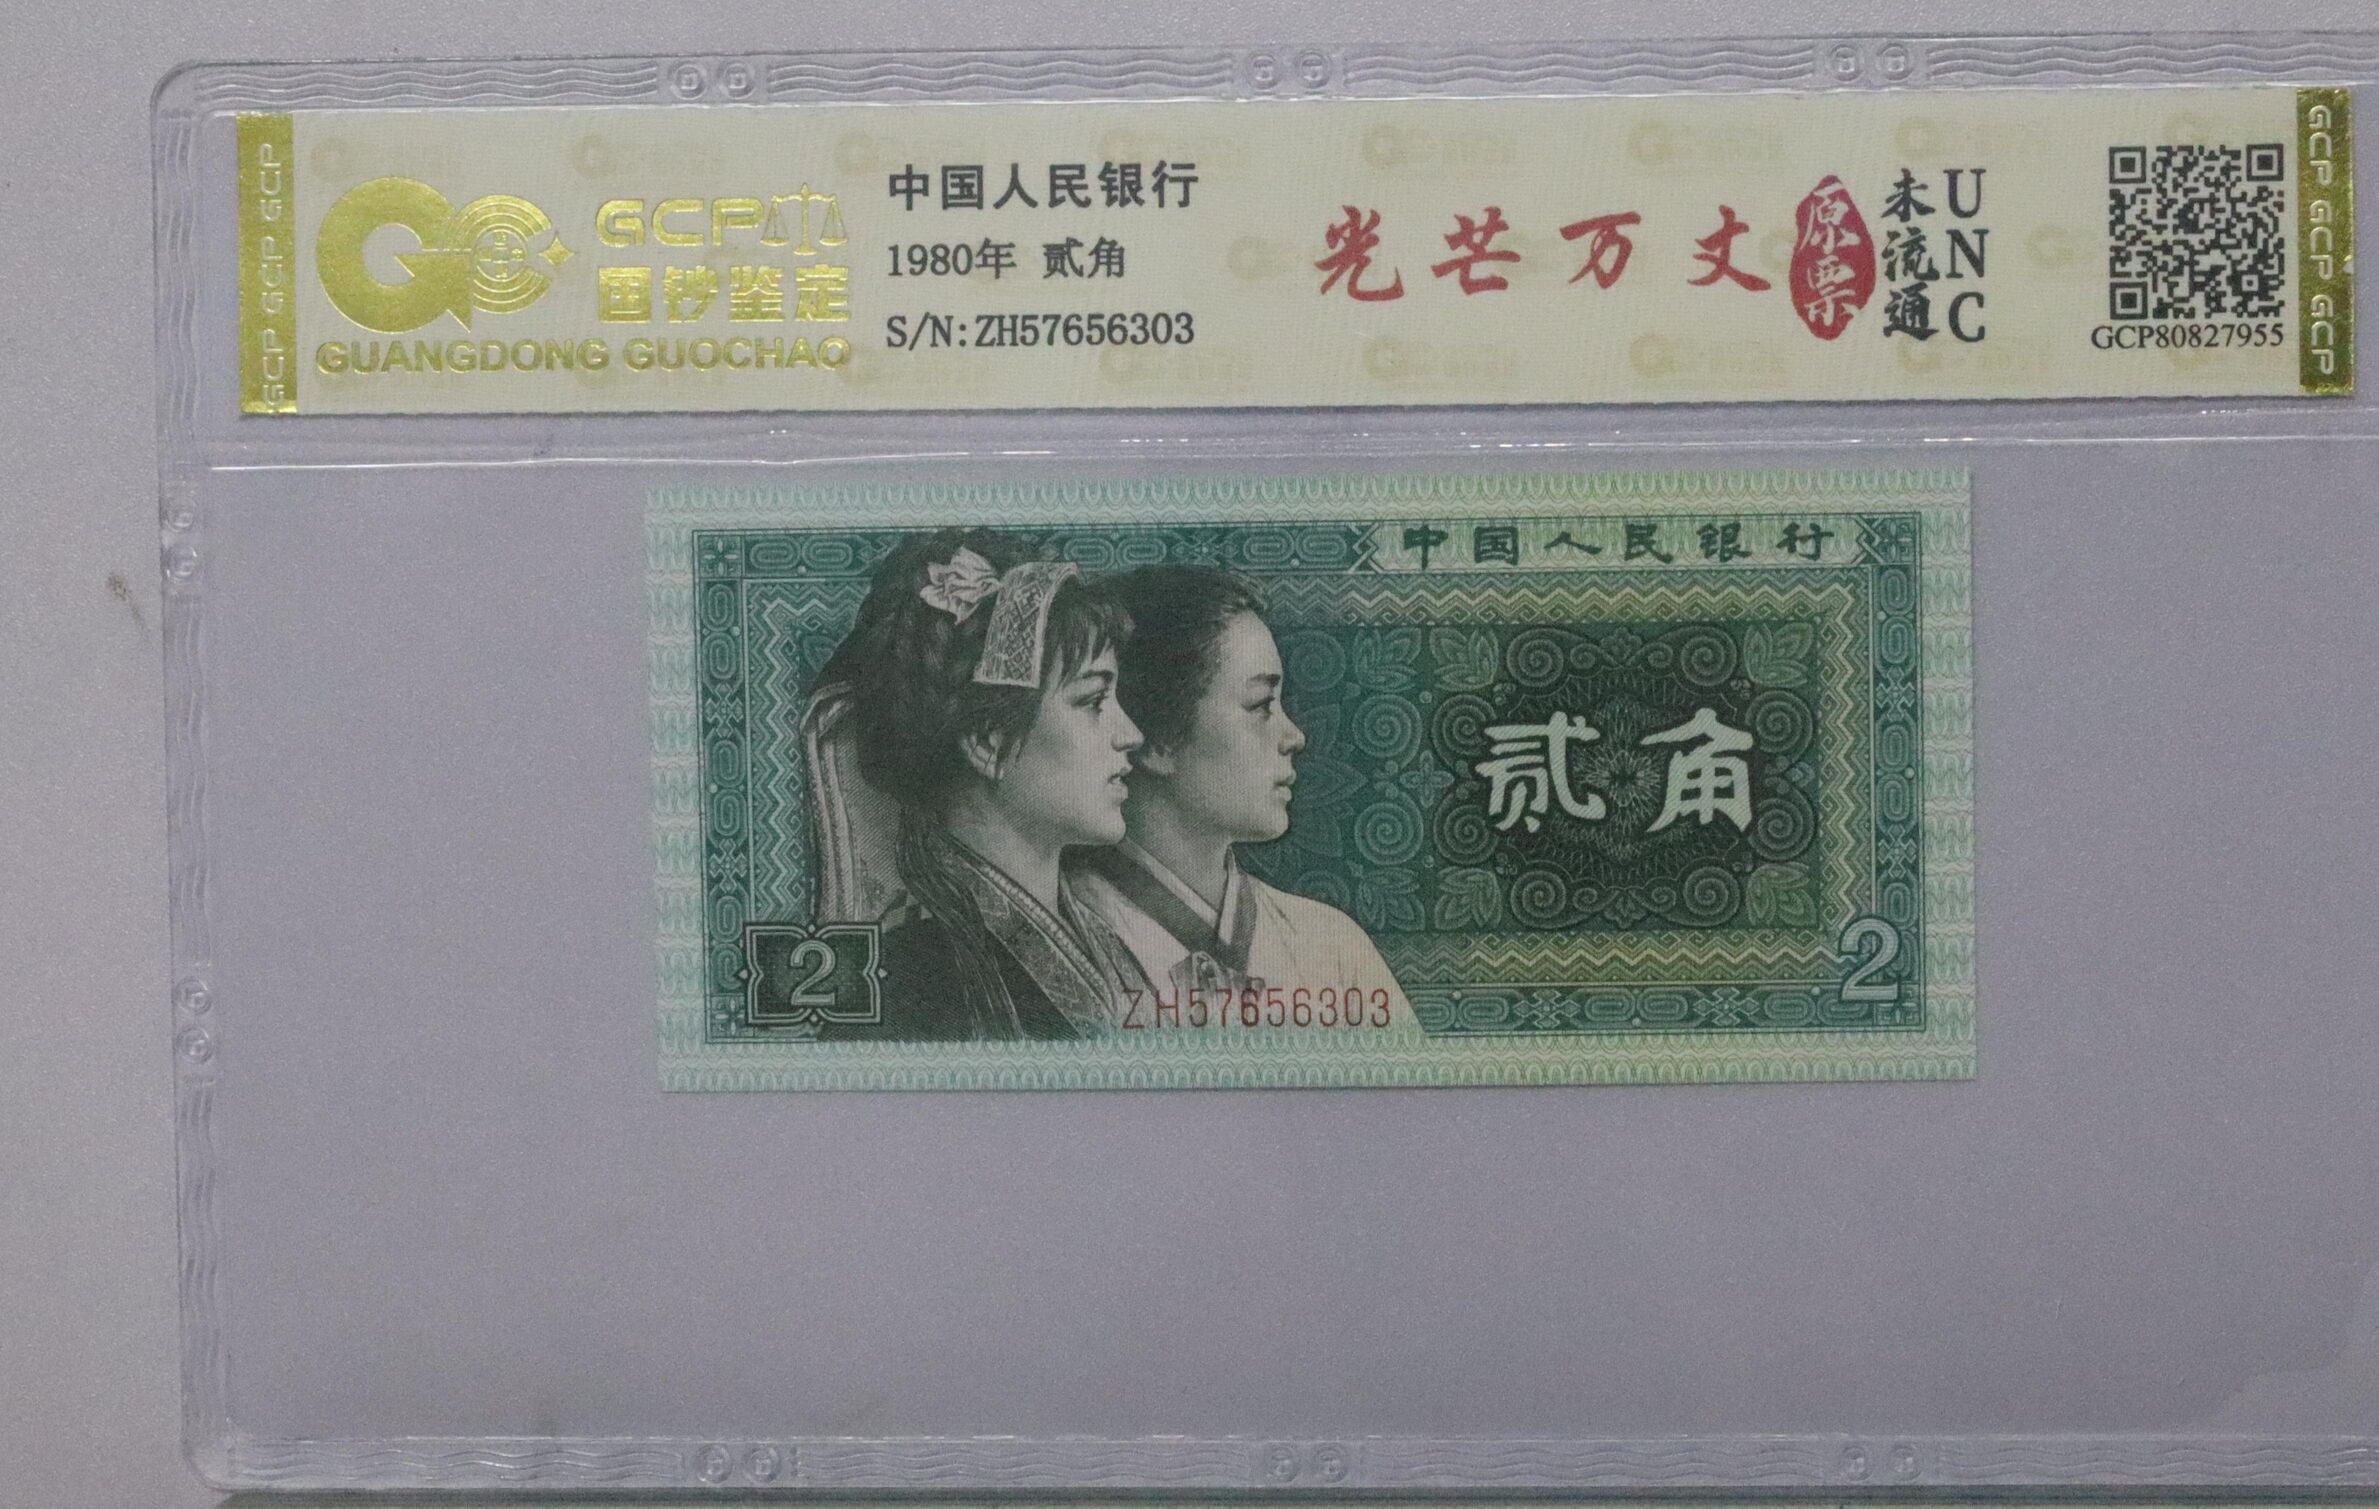 GCP GCP GCP
GCP
国钞鉴定
GUANGDONG GUOCHAO
中国人民银行
1980年 贰角
S/N:ZH57656303
光芒万丈
原票
未流通
UNC
GCP80827955
GCP GCP GCP
中国人民银行
贰角
2
2
ZH57656303